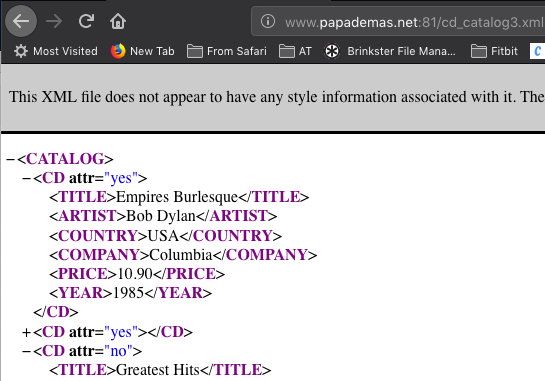 www.papademas.net:81/cd_catalog3.xml
Most Visited New Tab From Safari AT Brinkster File Mana... Fitbit
This XML file does not appear to have any style information associated with it. The
−<CATALOG>
−<CD attr="yes">
<TITLE>Empires Burlesque</TITLE>
<ARTIST>Bob Dylan</ARTIST>
<COUNTRY>USA</COUNTRY>
<COMPANY>Columbia</COMPANY>
<PRICE>10.90</PRICE>
<YEAR>1985</YEAR>
</CD>
+<CD attr="yes"></CD>
−<CD attr="no">
<TITLE>Greatest Hits</TITLE>